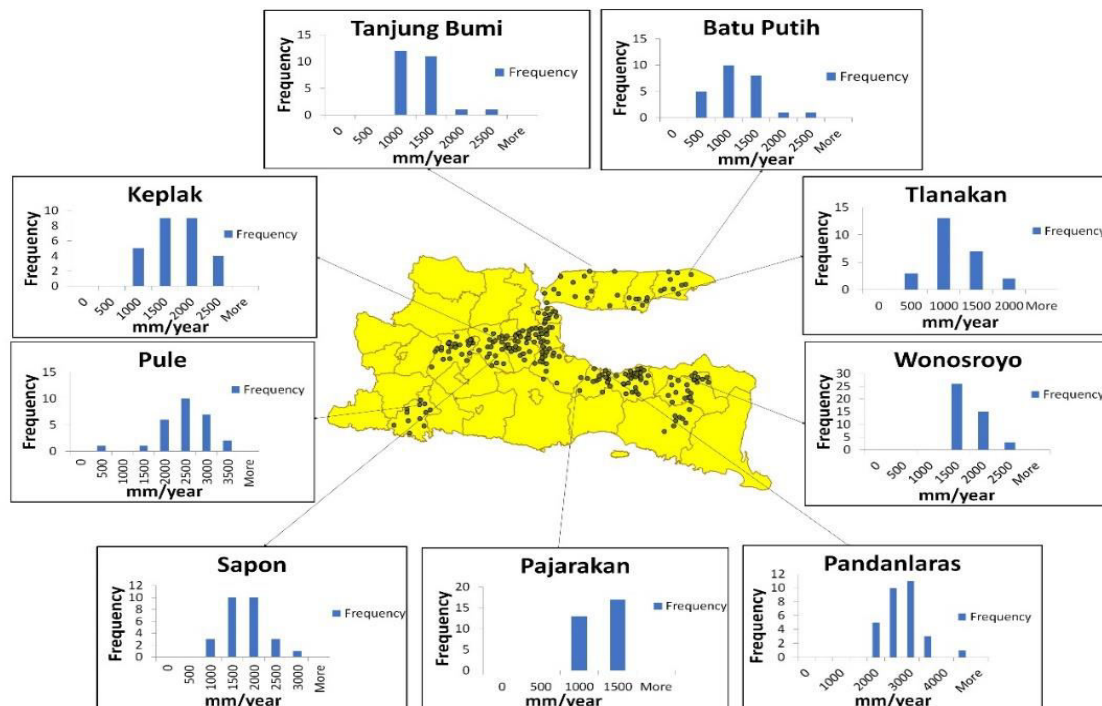 Tanjung Bumi
Frequency
15
10
5
0
0 500 1000 1500 2000 2500 More
mm/year
Frequency
Batu Putih
Frequency
15
10
5
0
0 500 1000 1500 2000 2500 More
mm/year
Frequency
Keplak
Frequency
10
8
6
4
2
0
0 500 1000 1500 2000 2500 More
mm/year
Frequency
Tlanakan
Frequency
15
10
5
0
0 500 1000 1500 2000 More
mm/year
Frequency
Pule
Frequency
15
10
5
0
0 500 1000 1500 2000 2500 3000 3500 More
mm/year
Frequency
Wonosroyo
Frequency
30
25
20
15
10
5
0
0 500 1000 1500 2000 2500 More
mm/year
Frequency
Sapon
Frequency
12
10
8
6
4
2
0
0 500 1000 1500 2000 2500 3000 More
mm/year
Frequency
Pajarakan
Frequency
20
15
10
5
0
0 500 1000 1500 More
mm/year
Frequency
Pandanlaras
Frequency
12
10
8
6
4
2
0
0 1000 2000 3000 4000 More
mm/year
Frequency